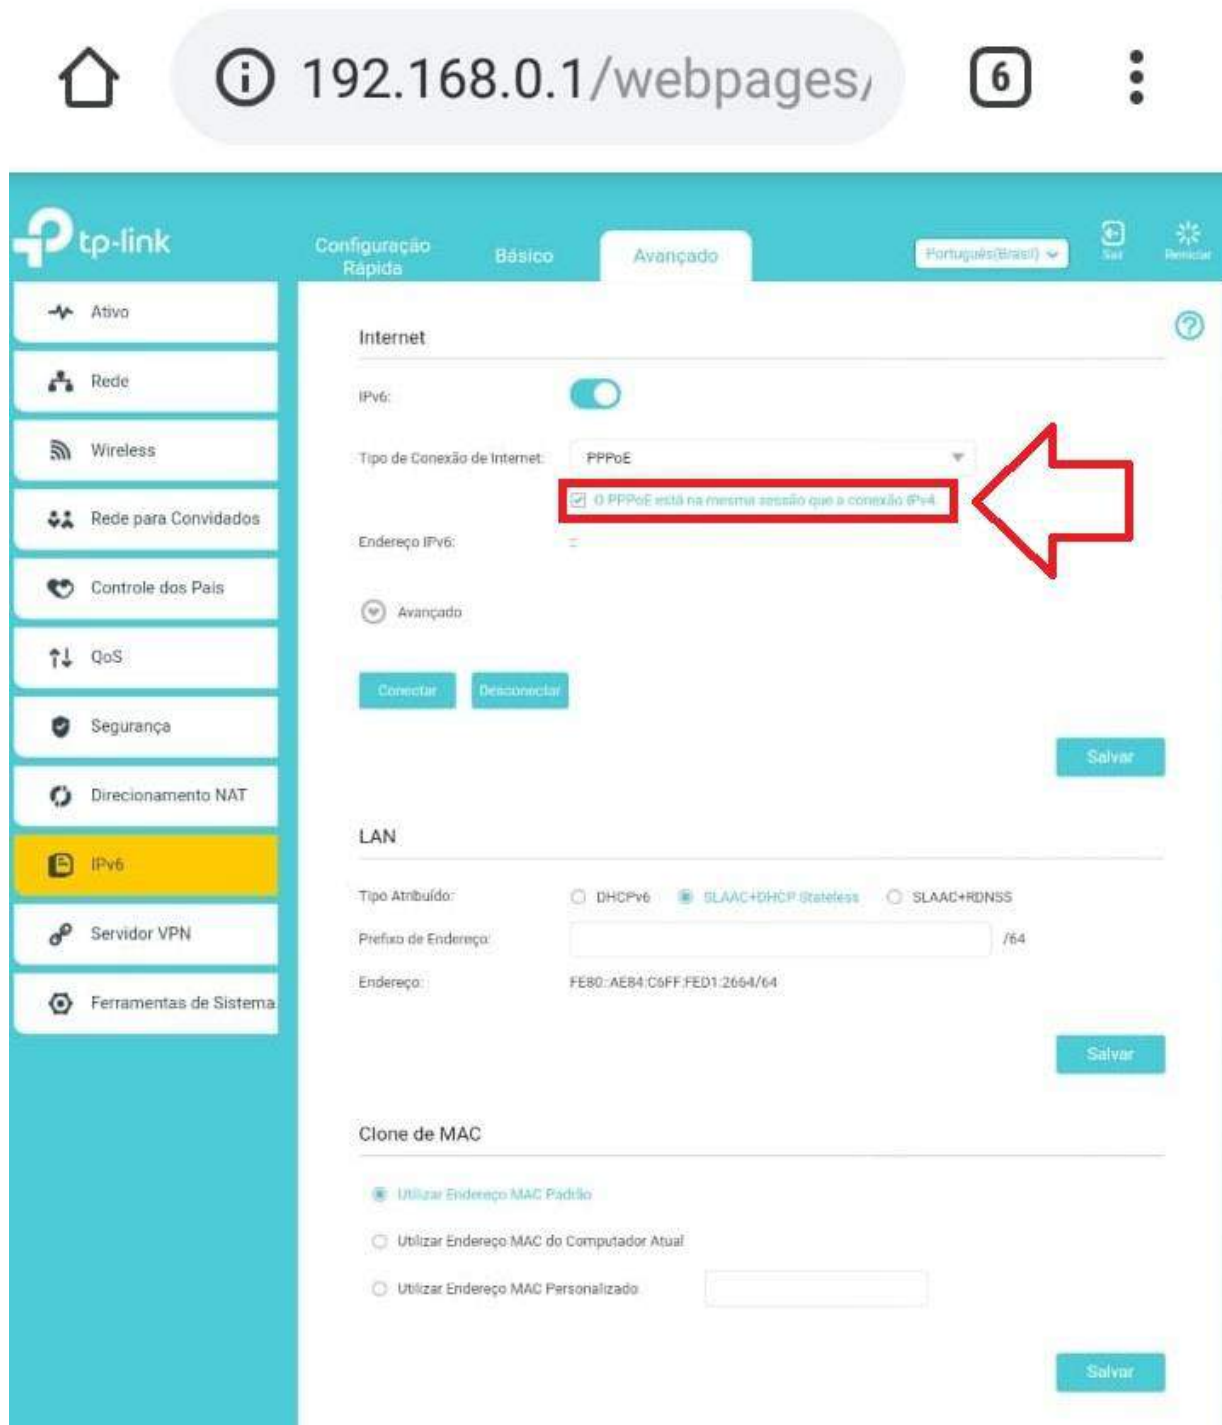 192.168.0.1/webpages/
6
tp-link
Configuração
Rápida
Básico
Avançado
Português(Brasil)
Sair
Reiniciar
Ativo
Rede
Wireless
Rede para Convidados
Controle dos Pais
QoS
Segurança
Direcionamento NAT
IPv6
Servidor VPN
Ferramentas de Sistema
Internet
IPv6:
Tipo de Conexão de Internet:
PPPoE
O PPPoE está na mesma sessão que a conexão IPv4.
Endereço IPv6:
::
Avançado
Conectar
Desconectar
Salvar
LAN
Tipo Atribuído:
DHCPv6
SLAAC+DHCP Stateless
SLAAC+RDNSS
Prefixo de Endereço:
/64
Endereço:
FE80::AE84:C6FF:FED1:2664/64
Salvar
Clone de MAC
Utilizar Endereço MAC Padrão
Utilizar Endereço MAC do Computador Atual
Utilizar Endereço MAC Personalizado
Salvar